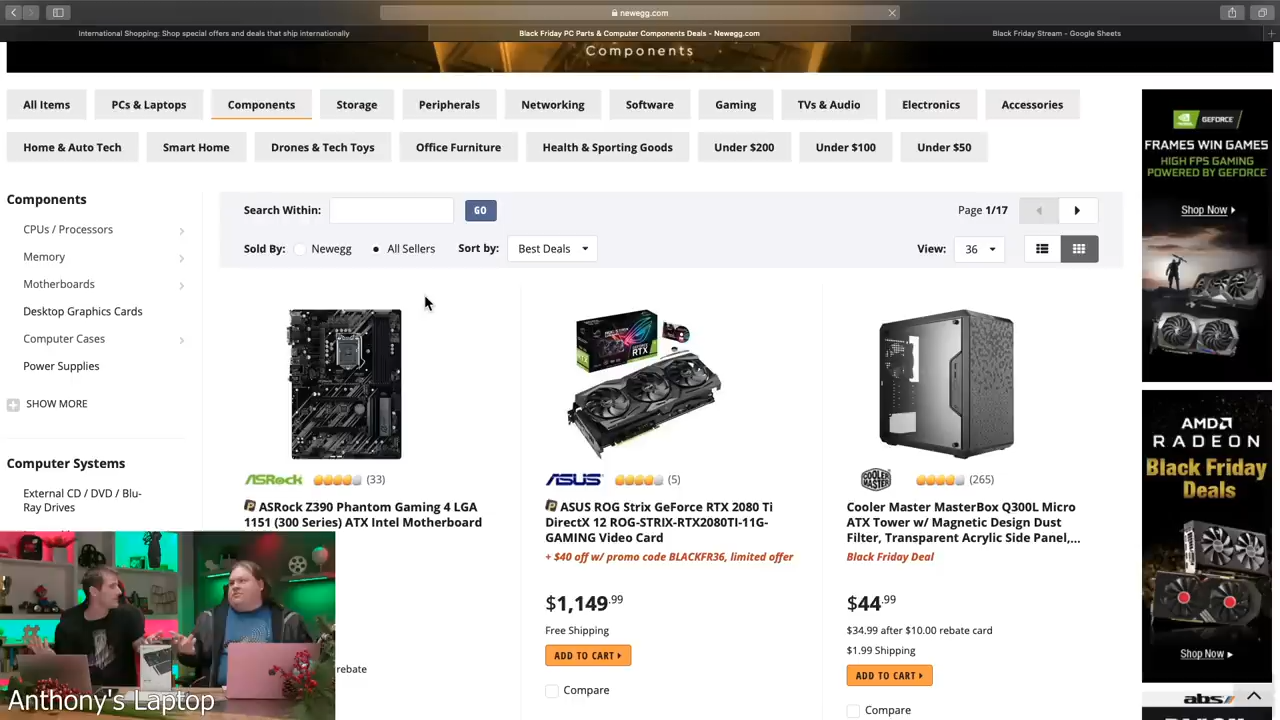 newegg.com
International Shopping: Shop special offers and deals that ship internationally
Black Friday PC Parts & Computer Components Deals - Newegg.com
Black Friday Stream - Google Sheets
Components
All Items
PCs & Laptops
Components
Storage
Peripherals
Networking
Software
Gaming
TVs & Audio
Electronics
Accessories
Home & Auto Tech
Smart Home
Drones & Tech Toys
Office Furniture
Health & Sporting Goods
Under $200
Under $100
Under $50
Components
CPUs / Processors
Memory
Motherboards
Desktop Graphics Cards
Computer Cases
Power Supplies
SHOW MORE
Computer Systems
External CD / DVD / Blu-
Ray Drives
Search Within:
GO
Page 1/17
Sold By:
Newegg
All Sellers
Sort by:
Best Deals
View:
36
ASRock
(33)
ASRock Z390 Phantom Gaming 4 LGA
1151 (300 Series) ATX Intel Motherboard
rebate
ASUS
(5)
ASUS ROG Strix GeForce RTX 2080 Ti
DirectX 12 ROG-STRIX-RTX2080TI-11G-
GAMING Video Card
+ $40 off w/ promo code BLACKFR36, limited offer
$1,149.99
Free Shipping
ADD TO CART
Compare
COOLER
MASTER
(265)
Cooler Master MasterBox Q300L Micro
ATX Tower w/ Magnetic Design Dust
Filter, Transparent Acrylic Side Panel,...
Black Friday Deal
$44.99
$34.99 after $10.00 rebate card
$1.99 Shipping
ADD TO CART
Compare
NVIDIA
GEFORCE
FRAMES WIN GAMES
HIGH FPS GAMING
POWERED BY GEFORCE
Shop Now
AMD
RADEON
Black Friday
Deals
Shop Now
abs
Anthony's Laptop